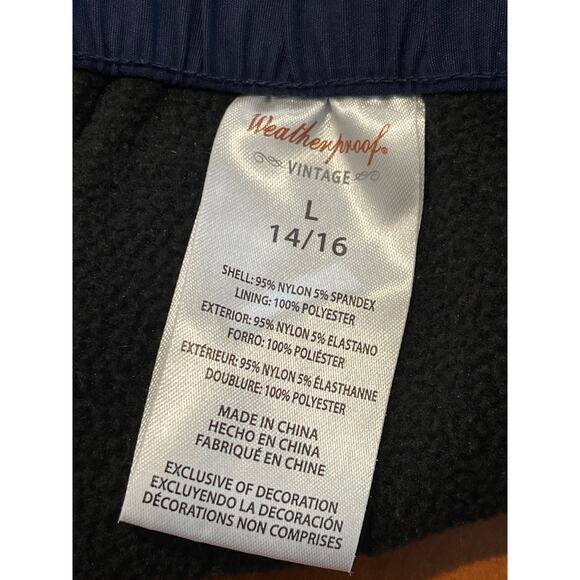 Weatherproof®
VINTAGE
L
14/16
SHELL: 95% NYLON 5% SPANDEX
LINING: 100% POLYESTER
EXTERIOR: 95% NYLON 5% ELASTANO
FORRO: 100% POLIÉSTER
EXTÉRIEUR: 95% NYLON 5% ÉLASTHANNE
DOUBLURE: 100% POLYESTER
MADE IN CHINA
HECHO EN CHINA
FABRIQUÉ EN CHINE
EXCLUSIVE OF DECORATION
EXCLUYENDO LA DECORACIÓN
DÉCORATIONS NON COMPRISES